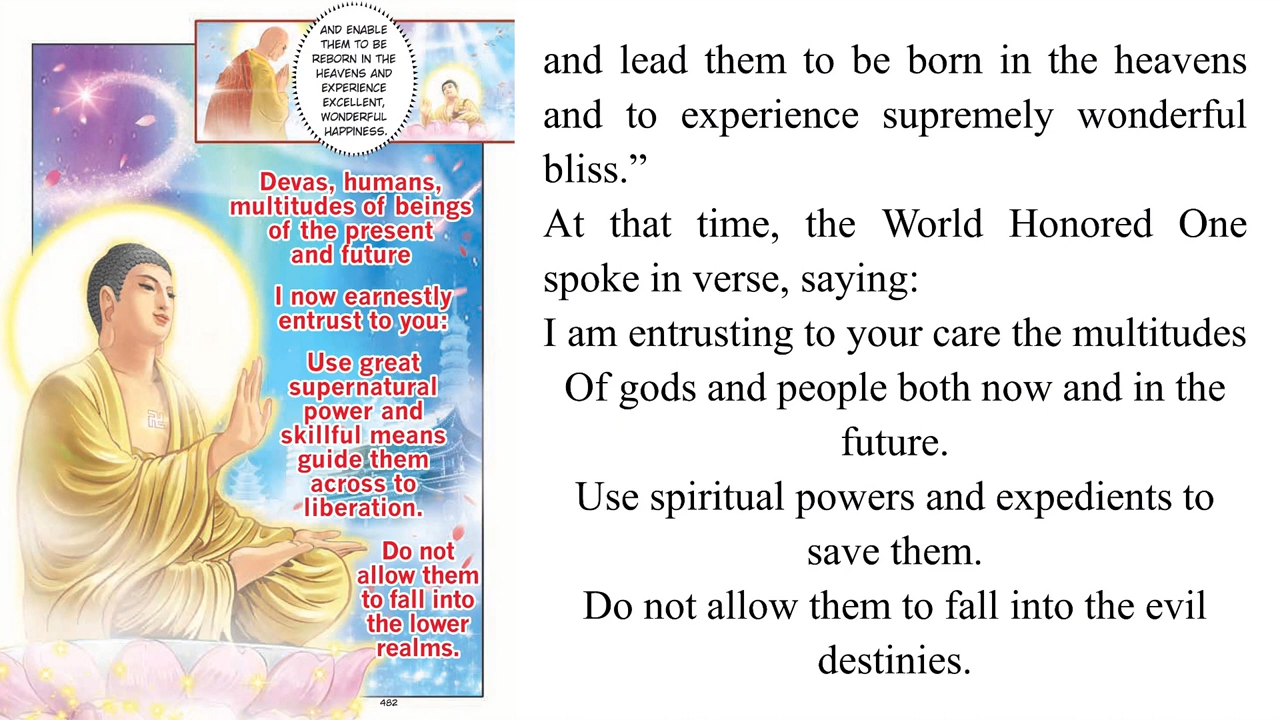 AND ENABLE
THEM TO BE
REBORN IN THE
HEAVENS AND
EXPERIENCE
EXCELLENT,
WONDERFUL
HAPPINESS.
Devas, humans,
multitudes of beings
of the present
and future
I now earnestly
entrust to you:
Use great
supernatural
power and
skillful means
guide them
across to
liberation.
Do not
allow them
to fall into
the lower
realms.
482
and lead them to be born in the heavens
and to experience supremely wonderful
bliss.”
At that time, the World Honored One
spoke in verse, saying:
I am entrusting to your care the multitudes
Of gods and people both now and in the
future.
Use spiritual powers and expedients to
save them.
Do not allow them to fall into the evil
destinies.